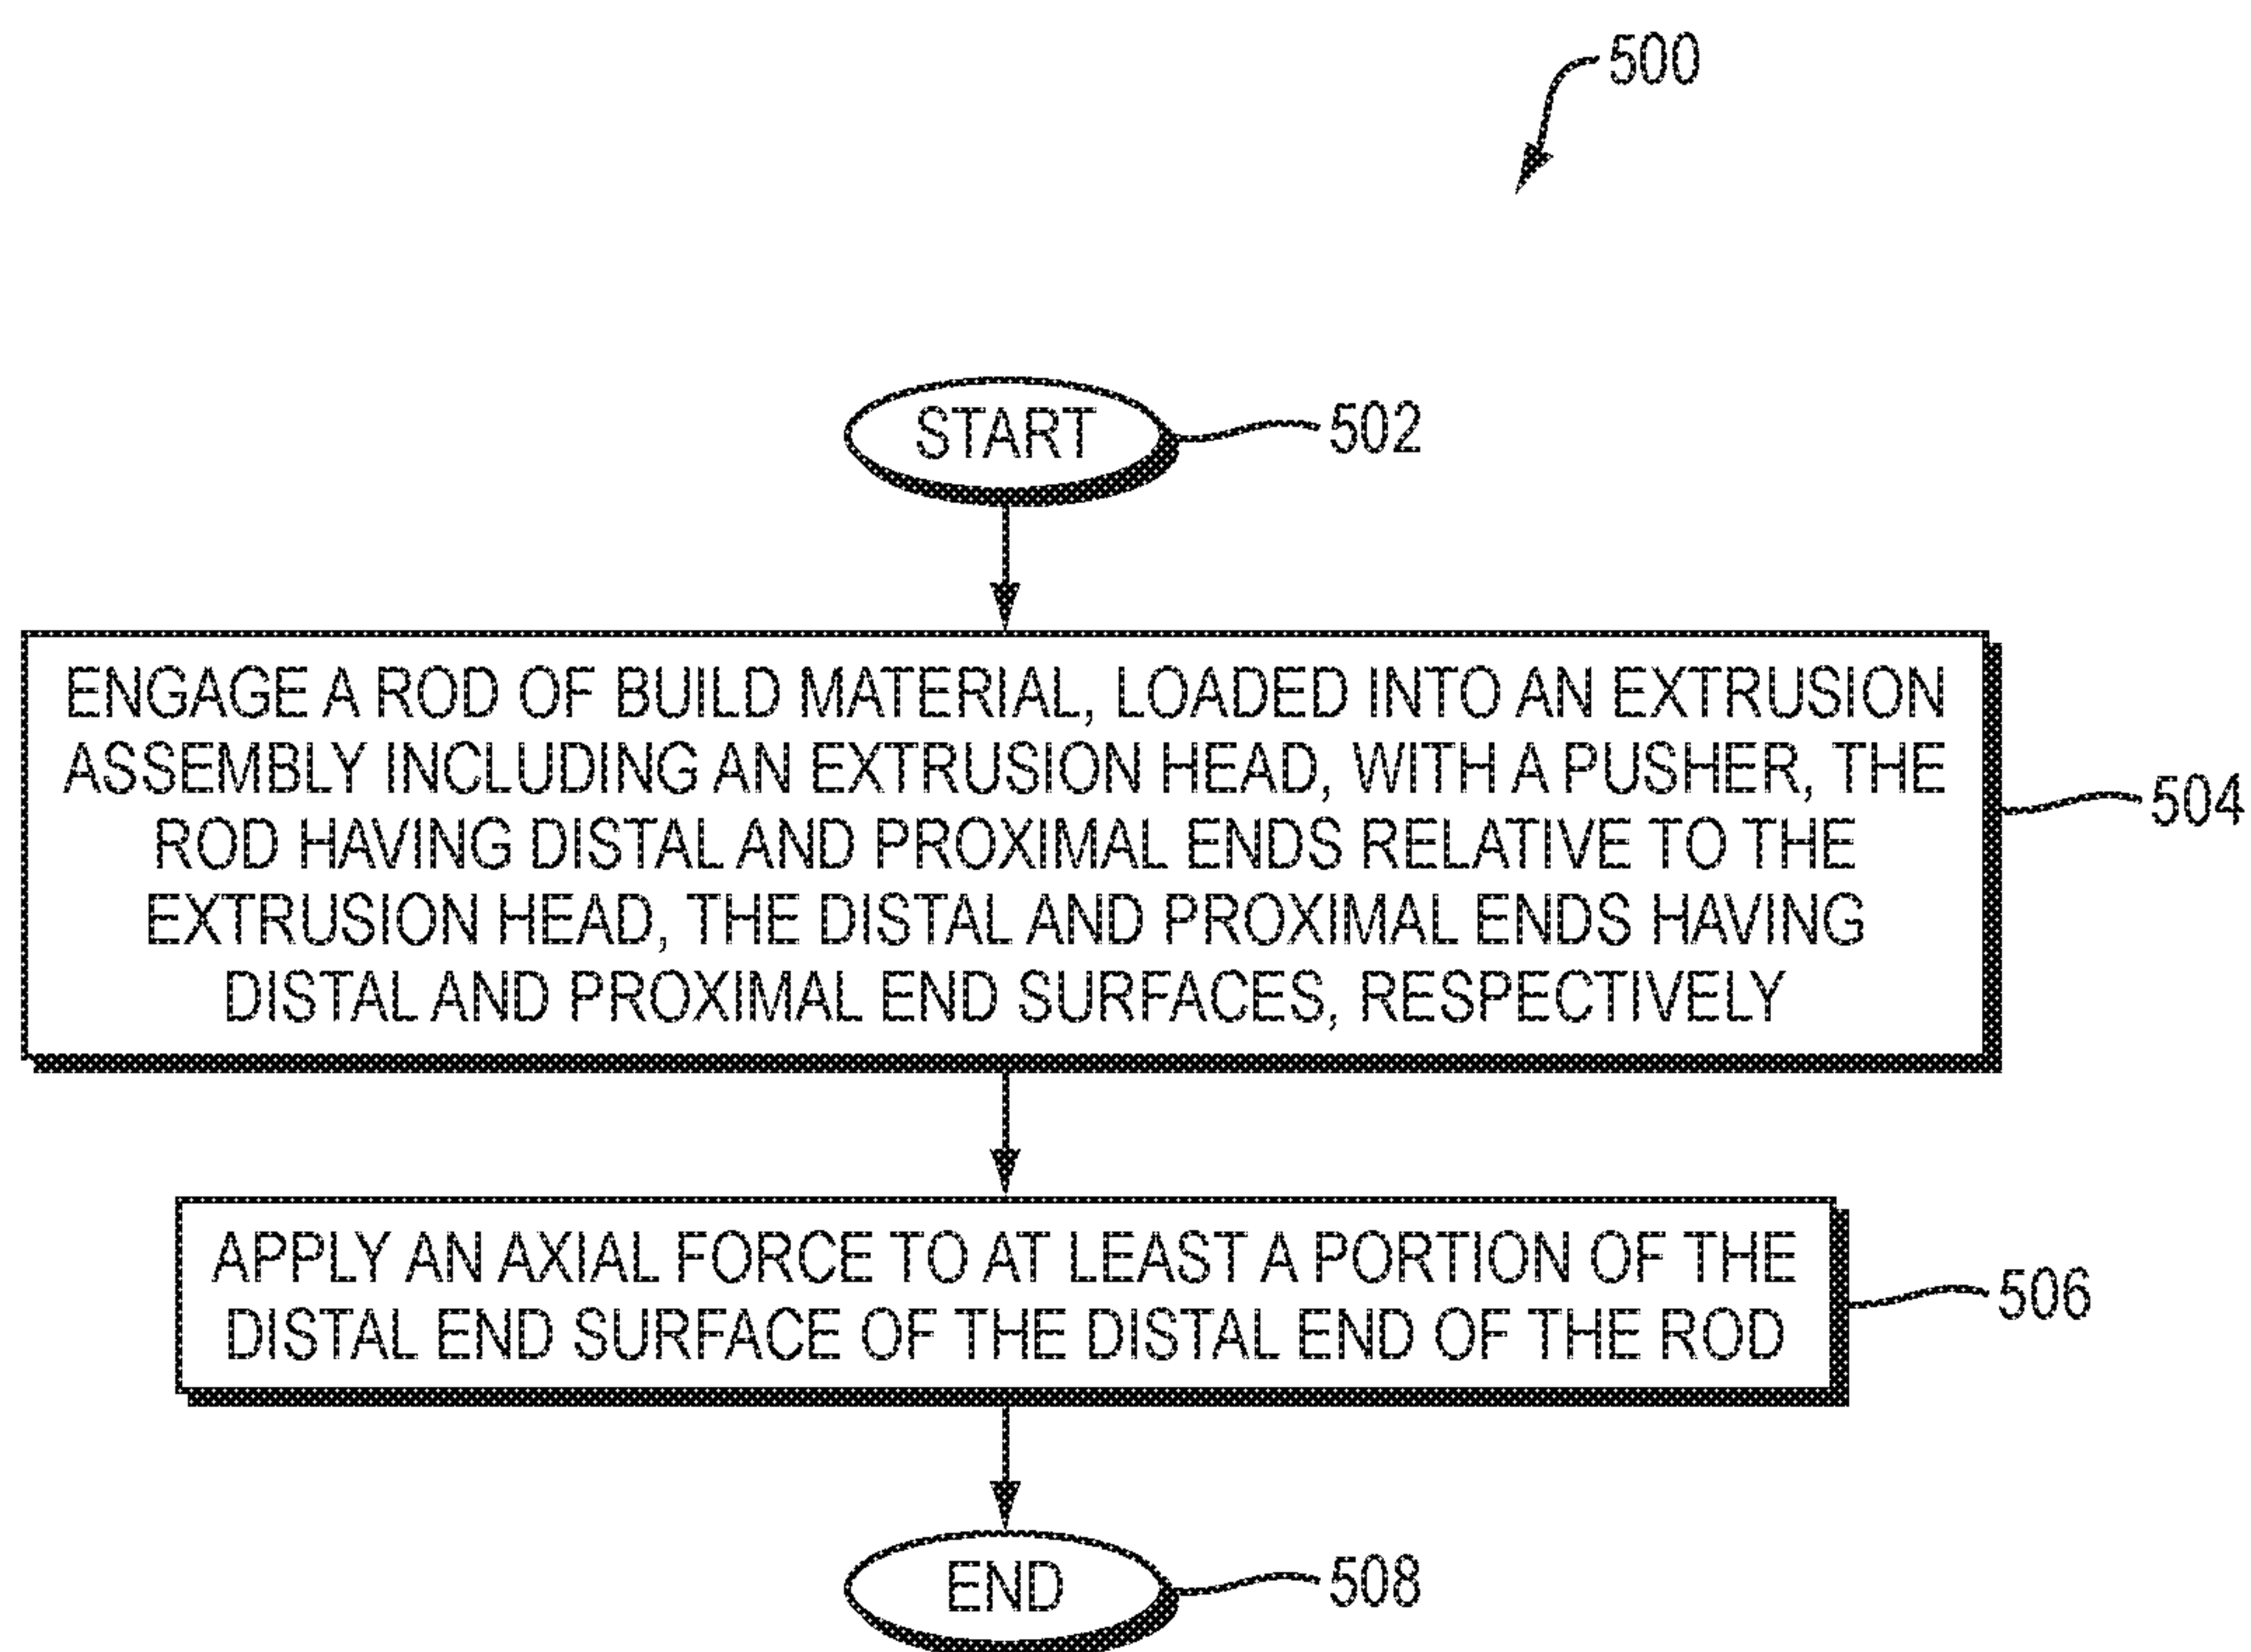 500
START
502
ENGAGE A ROD OF BUILD MATERIAL, LOADED INTO AN EXTRUSION
ASSEMBLY INCLUDING AN EXTRUSION HEAD, WITH A PUSHER, THE
ROD HAVING DISTAL AND PROXIMAL ENDS RELATIVE TO THE
EXTRUSION HEAD, THE DISTAL AND PROXIMAL ENDS HAVING
DISTAL AND PROXIMAL END SURFACES, RESPECTIVELY
504
APPLY AN AXIAL FORCE TO AT LEAST A PORTION OF THE
DISTAL END SURFACE OF THE DISTAL END OF THE ROD
506
END
508